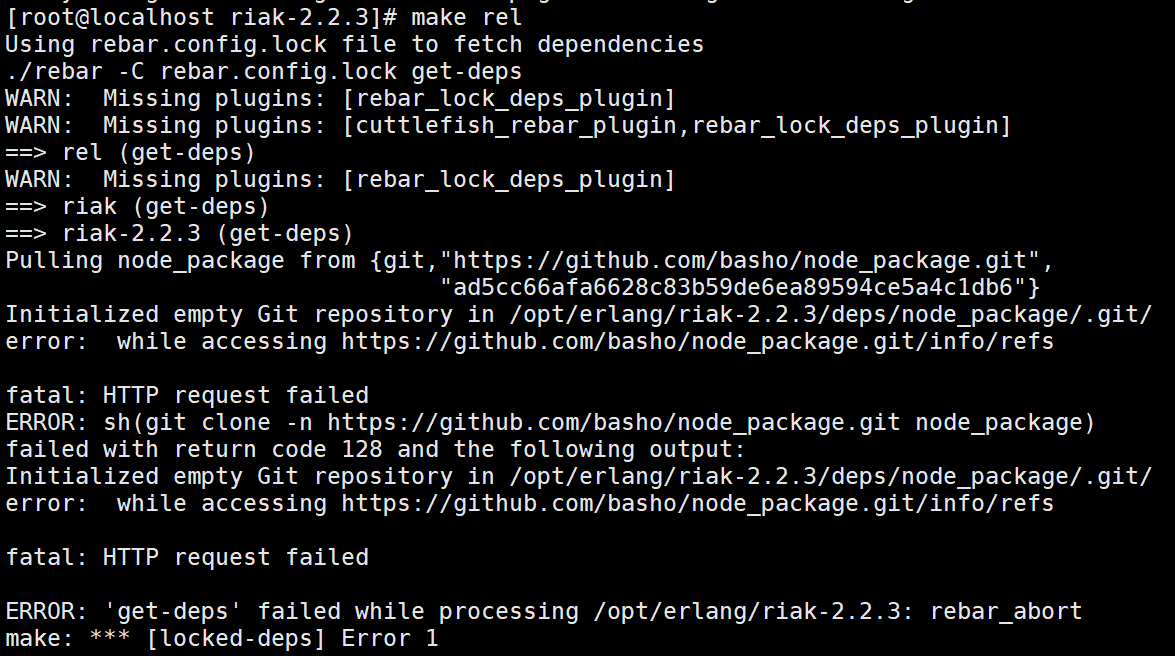 [root@localhost riak-2.2.3]# make rel
Using rebar.config.lock file to fetch dependencies
./rebar -C rebar.config.lock get-deps
WARN:  Missing plugins: [rebar_lock_deps_plugin]
WARN:  Missing plugins: [cuttlefish_rebar_plugin,rebar_lock_deps_plugin]
==> rel (get-deps)
WARN:  Missing plugins: [rebar_lock_deps_plugin]
==> riak (get-deps)
==> riak-2.2.3 (get-deps)
Pulling node_package from {git,"https://github.com/basho/node_package.git",
                               "ad5cc66afa6628c83b59de6ea89594ce5a4c1db6"}
Initialized empty Git repository in /opt/erlang/riak-2.2.3/deps/node_package/.git/
error:  while accessing https://github.com/basho/node_package.git/info/refs

fatal: HTTP request failed
ERROR: sh(git clone -n https://github.com/basho/node_package.git node_package)
failed with return code 128 and the following output:
Initialized empty Git repository in /opt/erlang/riak-2.2.3/deps/node_package/.git/
error:  while accessing https://github.com/basho/node_package.git/info/refs

fatal: HTTP request failed

ERROR: 'get-deps' failed while processing /opt/erlang/riak-2.2.3: rebar_abort
make: *** [locked-deps] Error 1